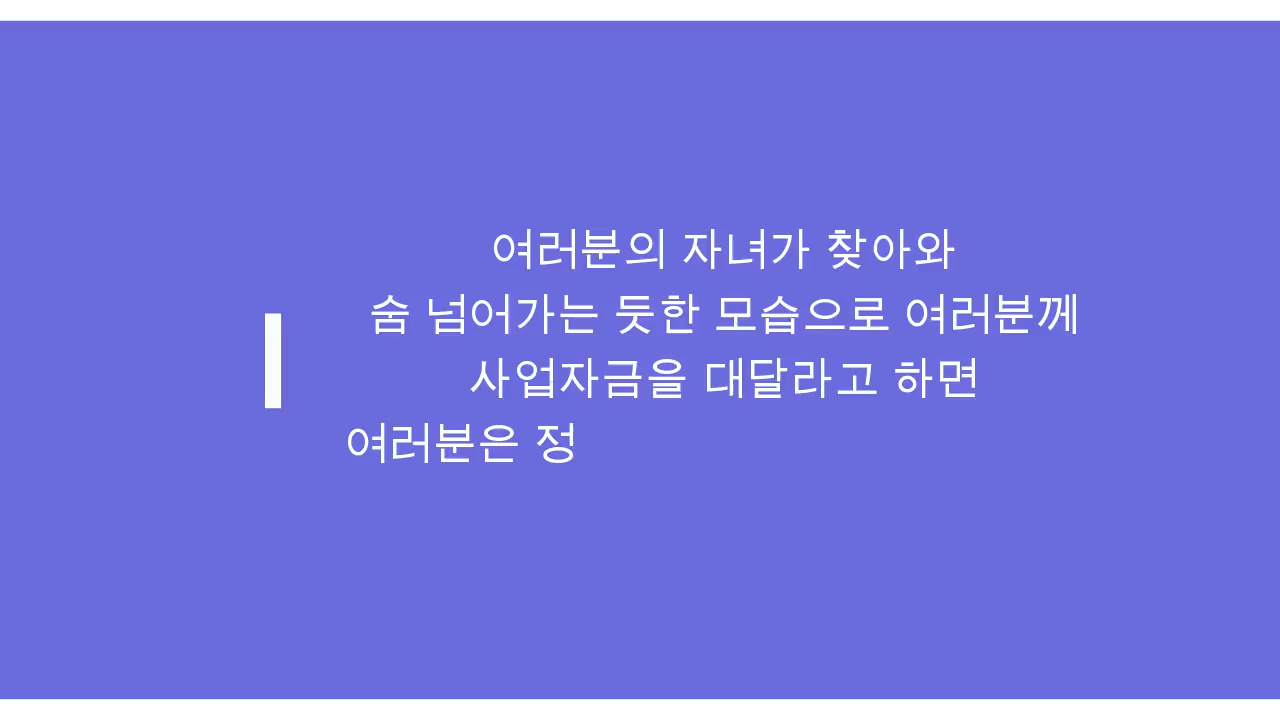 여러분의 자녀가 찾아와
숨 넘어가는 듯한 모습으로 여러분께
사업자금을 대달라고 하면
여러분은 정